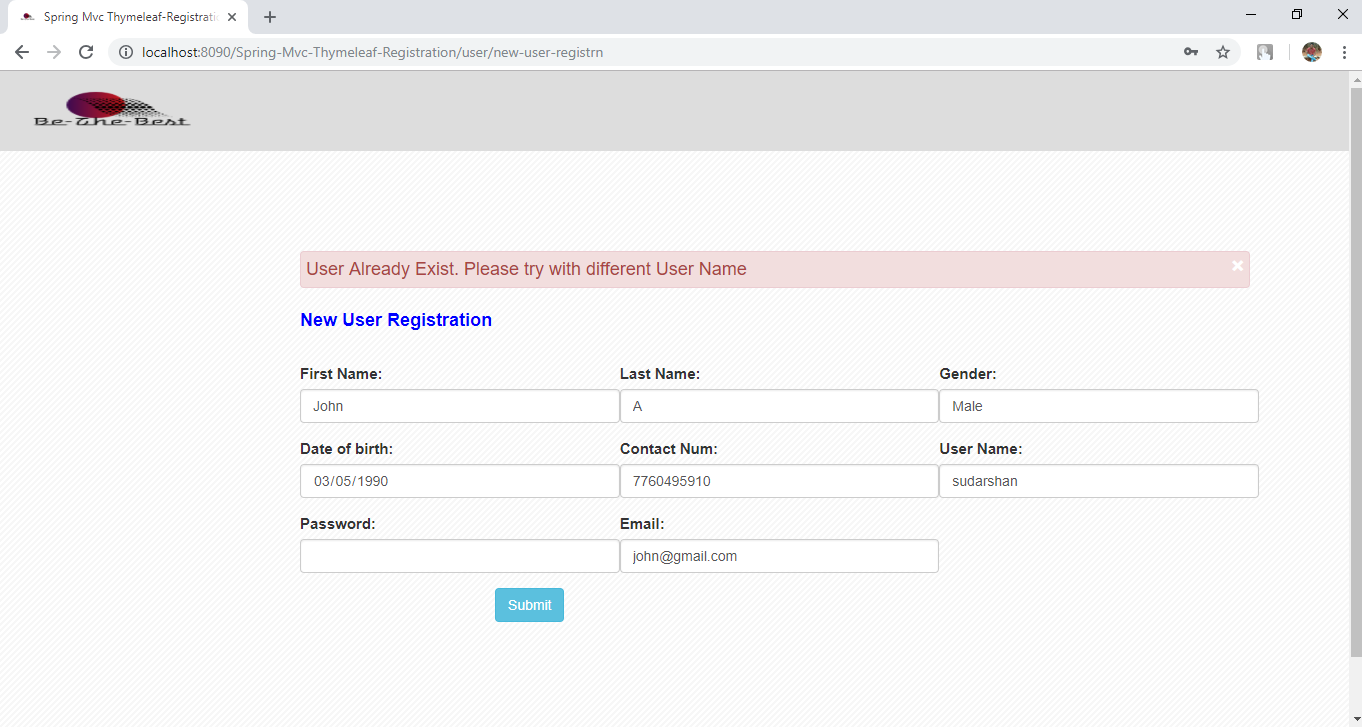 Spring Mvc Thymeleaf-Registrati
localhost:8090/Spring-Mvc-Thymeleaf-Registration/user/new-user-registrn
Be-The-Best
User Already Exist. Please try with different User Name
New User Registration
First Name: Last Name: Gender:
John A Male
Date of birth: Contact Num: User Name:
03/05/1990 7760495910 sudarshan
Password: Email:
john@gmail.com
Submit